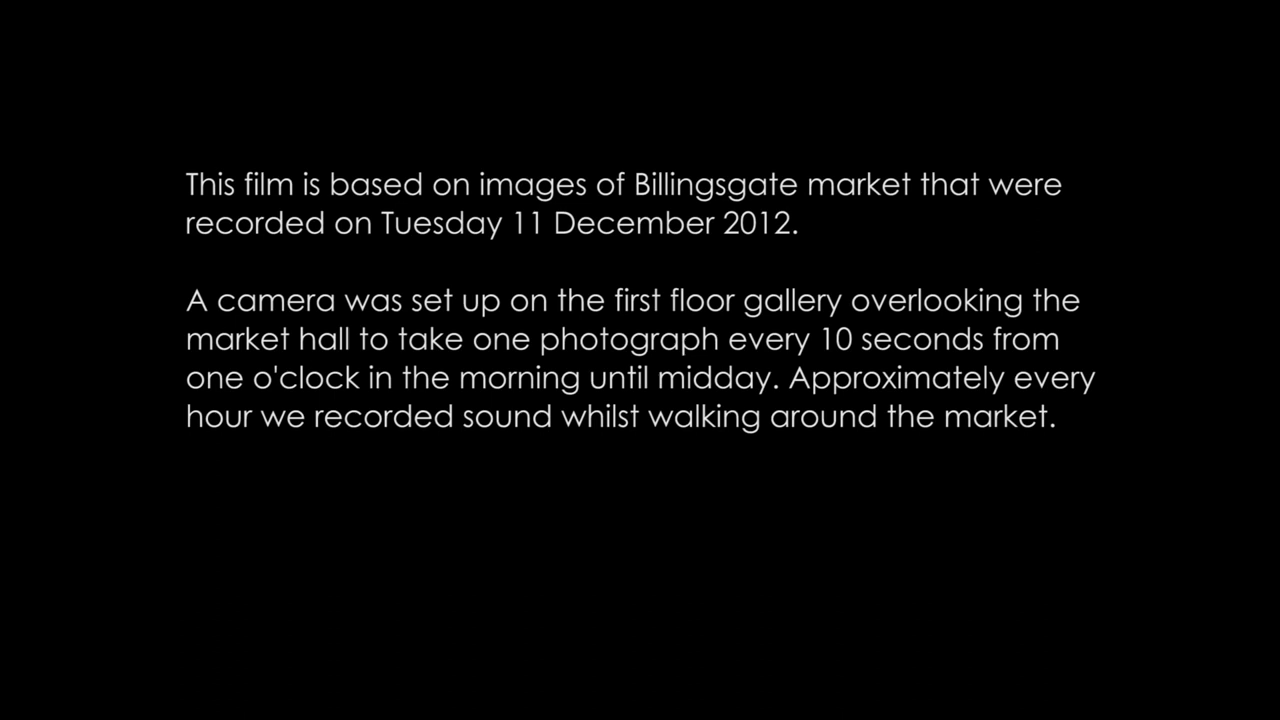 This film is based on images of Billingsgate market that were
recorded on Tuesday 11 December 2012.
A camera was set up on the first floor gallery overlooking the
market hall to take one photograph every 10 seconds from
one o'clock in the morning until midday. Approximately every
hour we recorded sound whilst walking around the market.